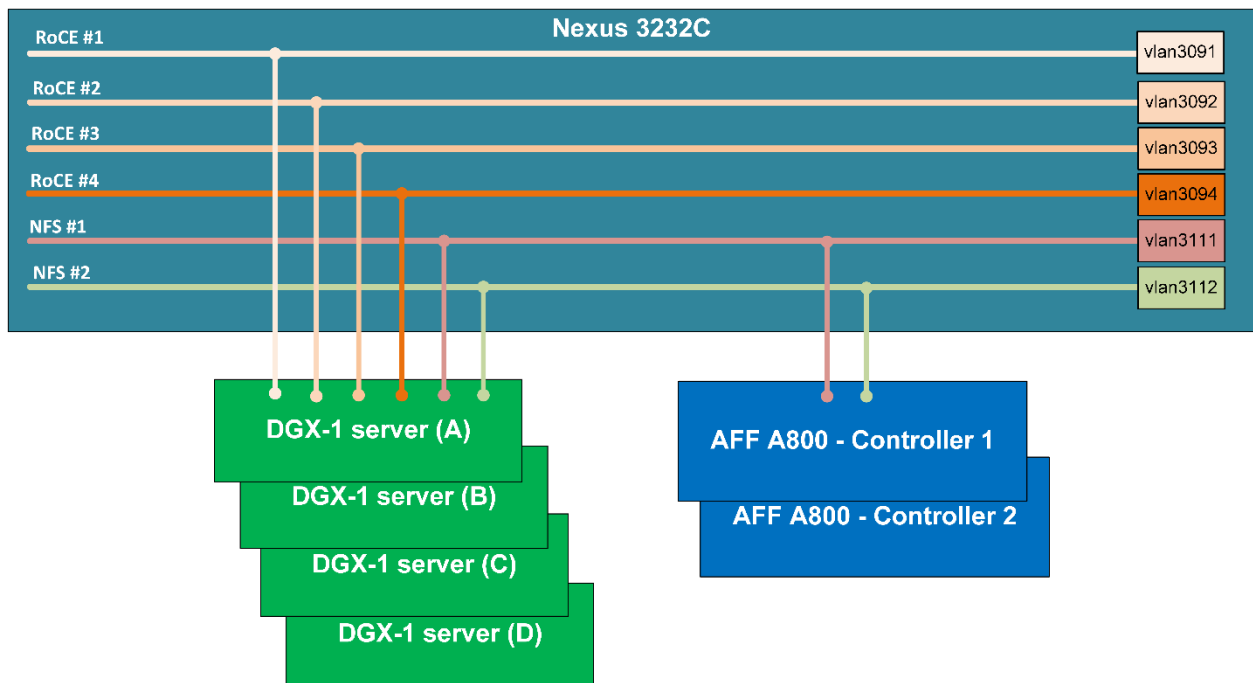 Nexus 3232C
RoCE #1
vlan3091
RoCE #2
vlan3092
RoCE #3
vlan3093
RoCE #4
vlan3094
NFS #1
vlan3111
NFS #2
vlan3112
DGX-1 server (A)
DGX-1 server (B)
DGX-1 server (C)
DGX-1 server (D)
AFF A800 - Controller 1
AFF A800 - Controller 2